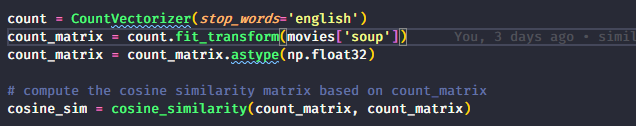 count = CountVectorizer(stop_words='english')
count_matrix = count.fit_transform(movies['soup']) You, 3 days ago • simil
count_matrix = count_matrix.astype(np.float32)
# compute the cosine similarity matrix based on count_matrix
cosine_sim = cosine_similarity(count_matrix, count_matrix)